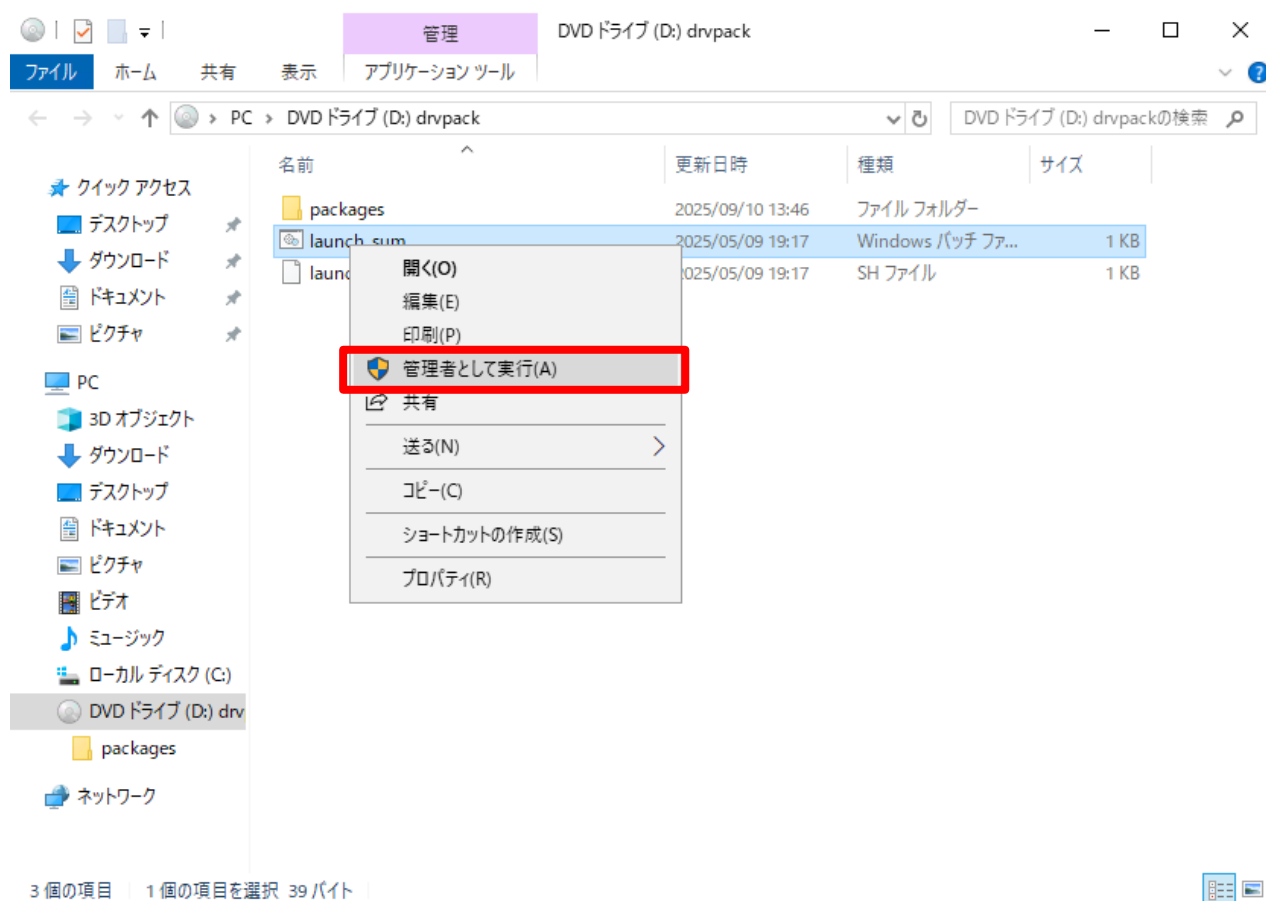 管理
DVD ドライブ (D:) drvpack
ファイル ホーム 共有 表示 アプリケーション ツール
PC › DVD ドライブ (D:) drvpack
DVD ドライブ (D:) drvpackの検索
名前 更新日時 種類 サイズ
クイック アクセス
デスクトップ
ダウンロード
ドキュメント
ピクチャ
PC
3D オブジェクト
ダウンロード
デスクトップ
ドキュメント
ピクチャ
ビデオ
ミュージック
ローカル ディスク (C:)
DVD ドライブ (D:) drv
packages
ネットワーク
packages 2025/09/10 13:46 ファイル フォルダー
launch_sum 2025/05/09 19:17 Windows バッチ ファ... 1 KB
laun 2025/05/09 19:17 SH ファイル 1 KB
開く(O)
編集(E)
印刷(P)
管理者として実行(A)
共有
送る(N)
コピー(C)
ショートカットの作成(S)
プロパティ(R)
3 個の項目 1 個の項目を選択 39 バイト